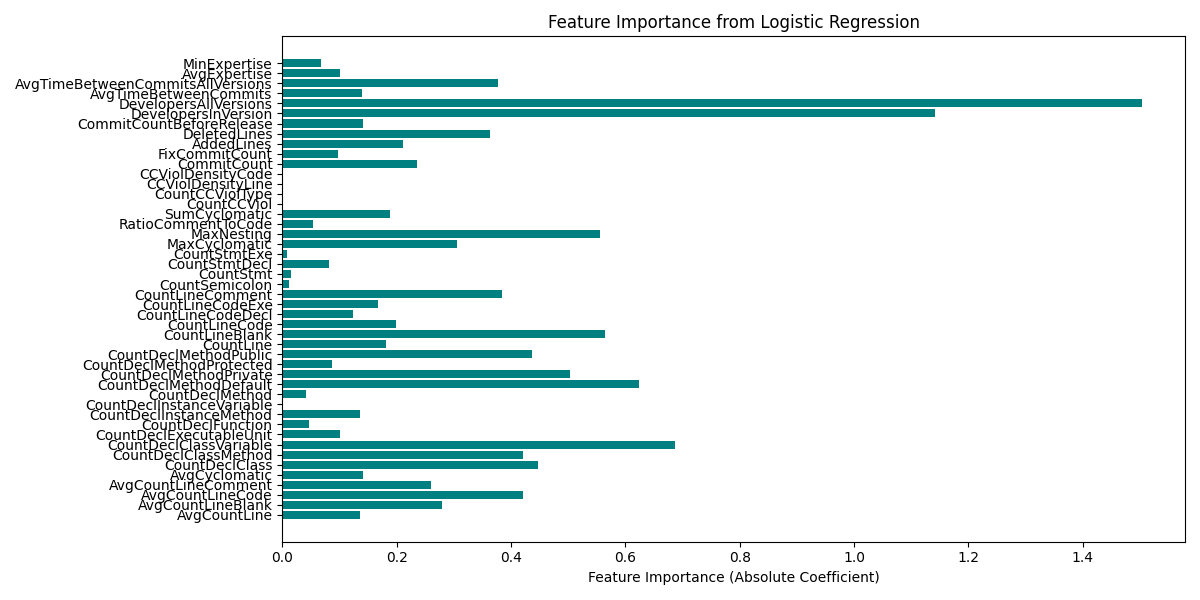 Feature Importance from Logistic Regression
MinExpertise
AvgExpertise
AvgTimeBetweenCommitsAllVersions
AvgTimeBetweenCommits
DevelopersAllVersions
DevelopersInVersion
CommitCountBeforeRelease
DeletedLines
AddedLines
FixCommitCount
CommitCount
CCViolDensityCode
CCViolDensityLine
CountCCViolType
CountCCViol
SumCyclomatic
RatioCommentToCode
MaxNesting
MaxCyclomatic
CountStmtExe
CountStmtDecl
CountStmt
CountSemicolon
CountLineComment
CountLineCodeExe
CountLineCodeDecl
CountLineCode
CountLineBlank
CountLine
CountDeclMethodPublic
CountDeclMethodProtected
CountDeclMethodPrivate
CountDeclMethodDefault
CountDeclMethod
CountDeclInstanceVariable
CountDeclInstanceMethod
CountDeclFunction
CountDeclExecutableUnit
CountDeclClassVariable
CountDeclClassMethod
CountDeclClass
AvgCyclomatic
AvgCountLineComment
AvgCountLineCode
AvgCountLineBlank
AvgCountLine
0.0 0.2 0.4 0.6 0.8 1.0 1.2 1.4
Feature Importance (Absolute Coefficient)